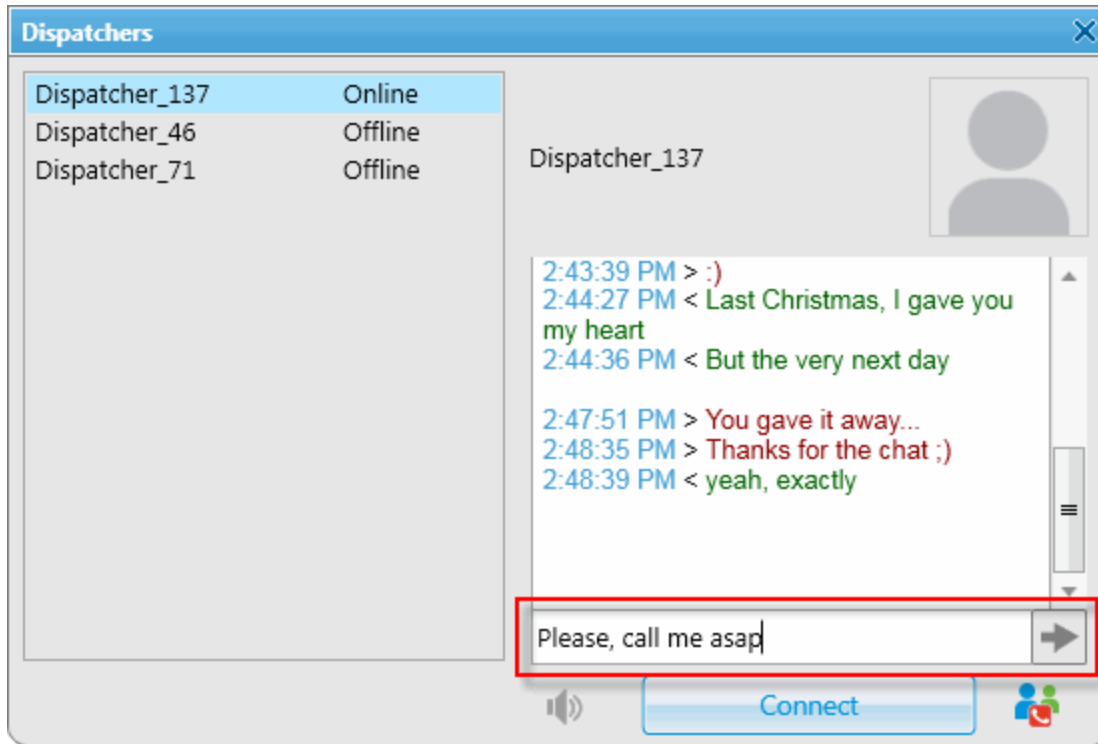 Dispatchers
Dispatcher_137 Online
Dispatcher_46 Offline
Dispatcher_71 Offline
Dispatcher_137
2:43:39 PM > :)
2:44:27 PM < Last Christmas, I gave you
my heart
2:44:36 PM < But the very next day
2:47:51 PM > You gave it away...
2:48:35 PM > Thanks for the chat ;)
2:48:39 PM < yeah, exactly
Please, call me asap
Connect